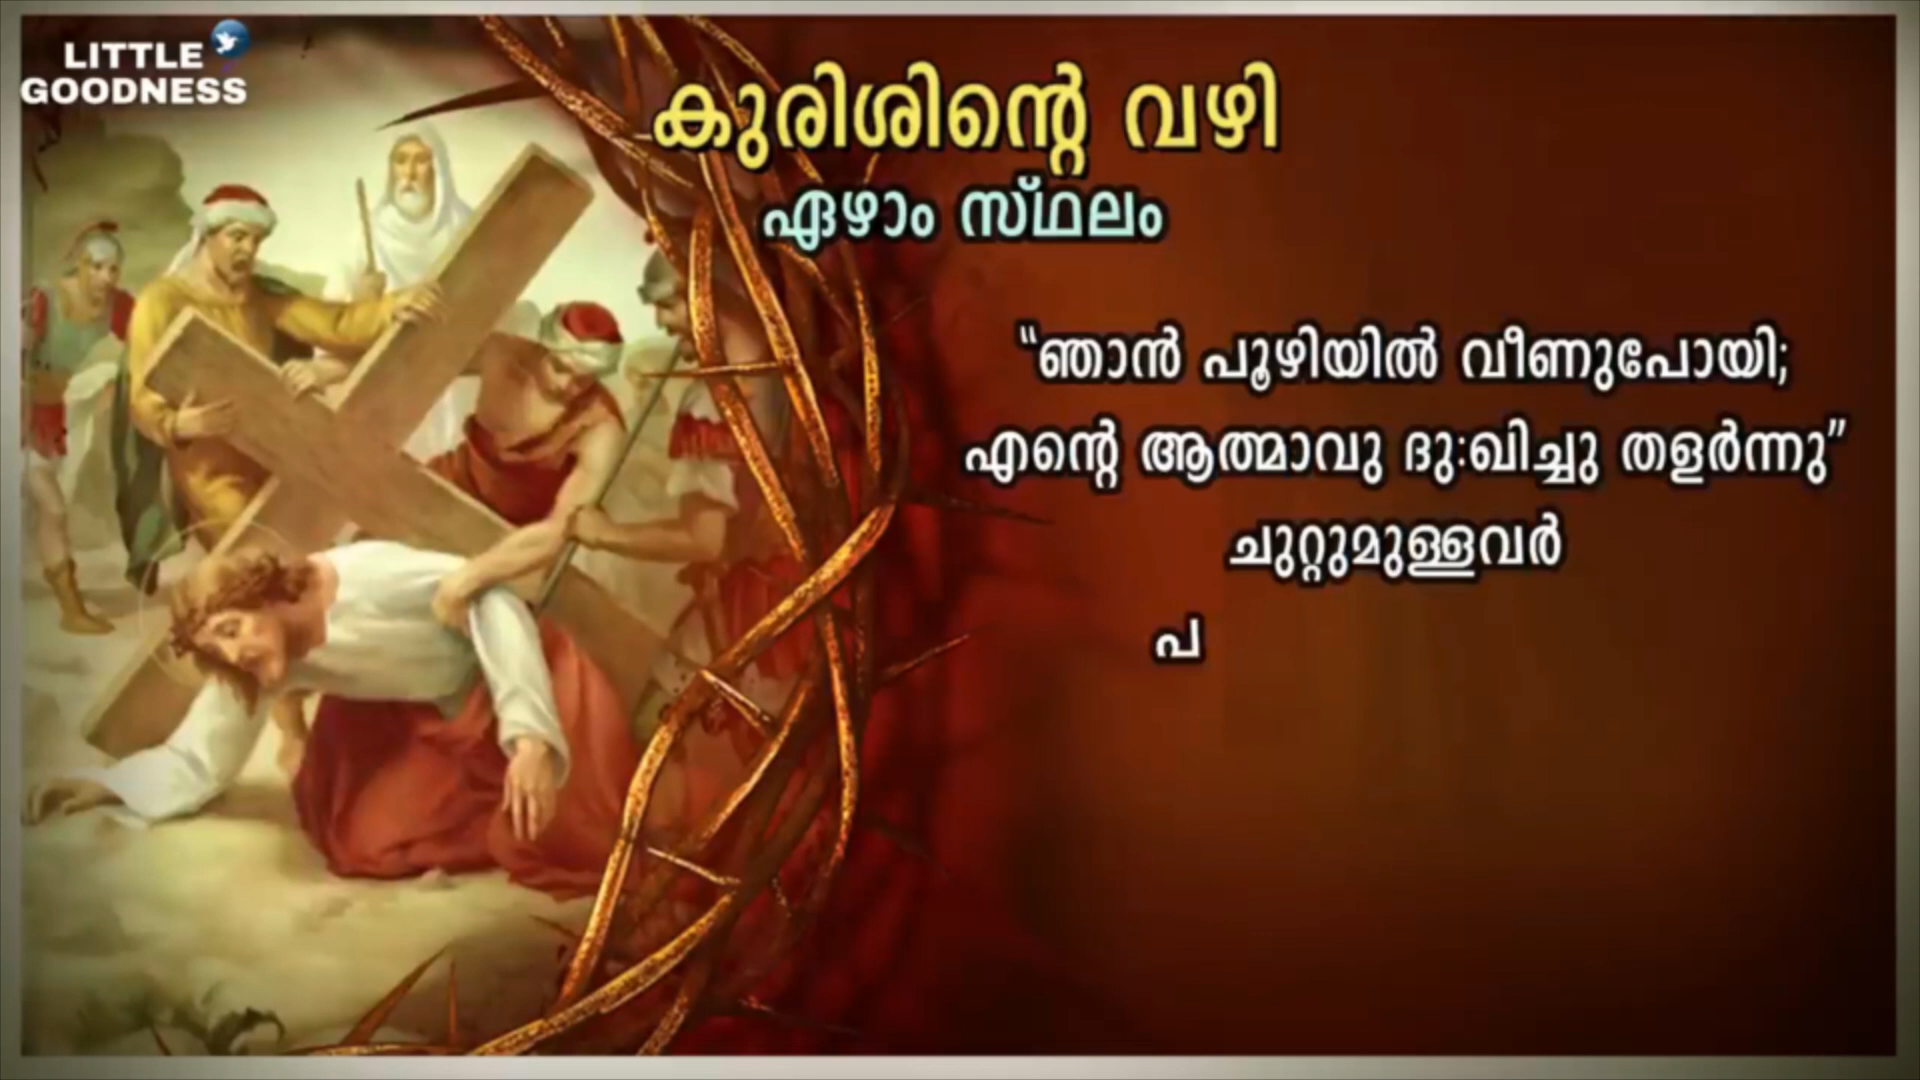 LITTLE
GOODNESS
കുരിശിന്റെ വഴി
ഏഴാം സ്ഥലം
“ഞാൻ പൂഴിയിൽ വീണുപോയി;
എന്റെ ആത്മാവു ദു:ഖിച്ചു തളർന്നു”
ചുറ്റുമുള്ളവർ
പ